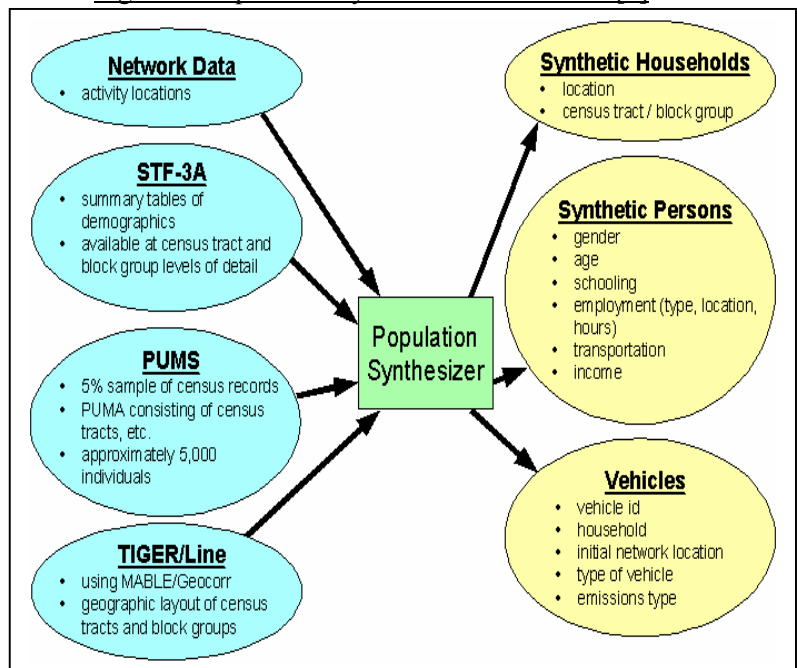 Network Data
• activity locations
STF-3A
• summary tables of
demographics
• available at census tract and
block group levels of detail
PUMS
• 5% sample of census records
• PUMA consisting of census
tracts, etc.
• approximately 5,000
individuals
TIGER/Line
• using MABLE/Geocorr
• geographic layout of census
tracts and block groups
Population
Synthesizer
Synthetic Households
• location
• census tract / block group
Synthetic Persons
• gender
• age
• schooling
• employment (type, location,
hours)
• transportation
• income
Vehicles
• vehicle id
• household
• initial network location
• type of vehicle
• emissions type